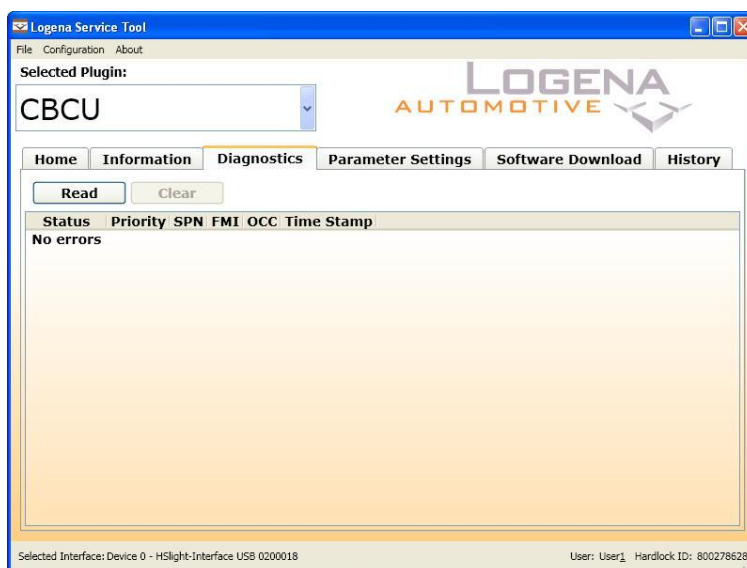 Logena Service Tool
File Configuration About
Selected Plugin:
LOGENA
AUTOMOTIVE
CBCU
Home Information Diagnostics Parameter Settings Software Download History
Read Clear
Status Priority SPN FMI OCC Time Stamp
No errors
Selected Interface: Device 0 - HSlight-Interface USB 0200018 User: User1 Hardlock ID: 800278628